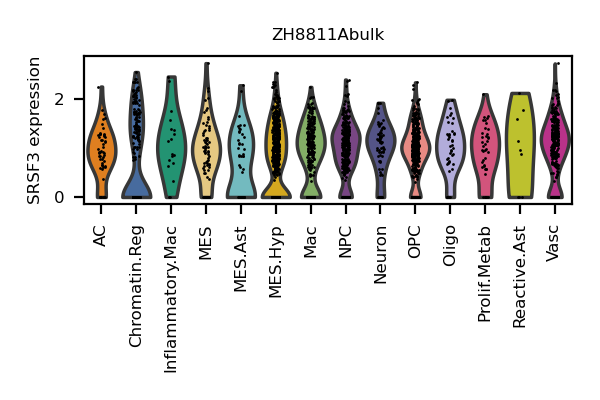 ZH8811Abulk
SRSF3 expression
2
0
AC
Chromatin.Reg
Inflammatory.Mac
MES
MES.Ast
MES.Hyp
Mac
NPC
Neuron
OPC
Oligo
Prolif.Metab
Reactive.Ast
Vasc